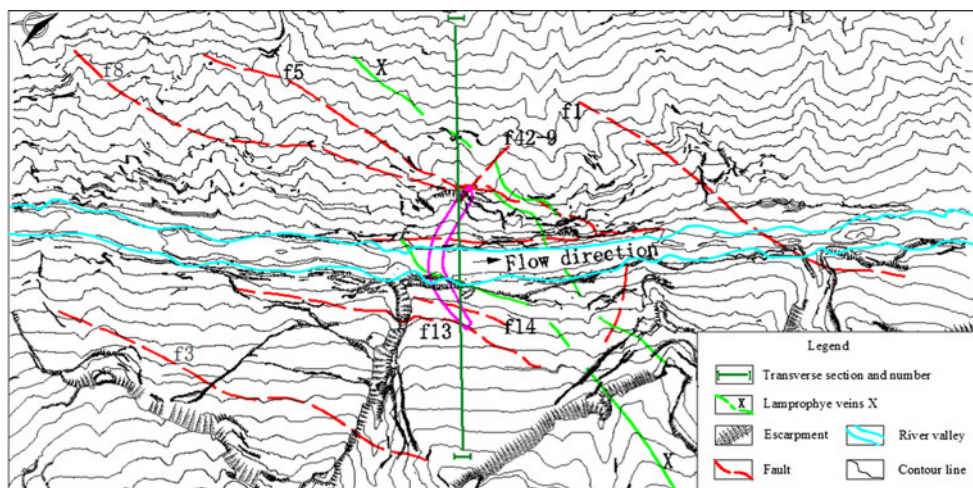 X
f5
f8
f1
f42-9
Flow direction
f13
f14
f3
X
Legend
Transverse section and number
X
Lamprophye veins X
Escarpment
River valley
Fault
Contour line